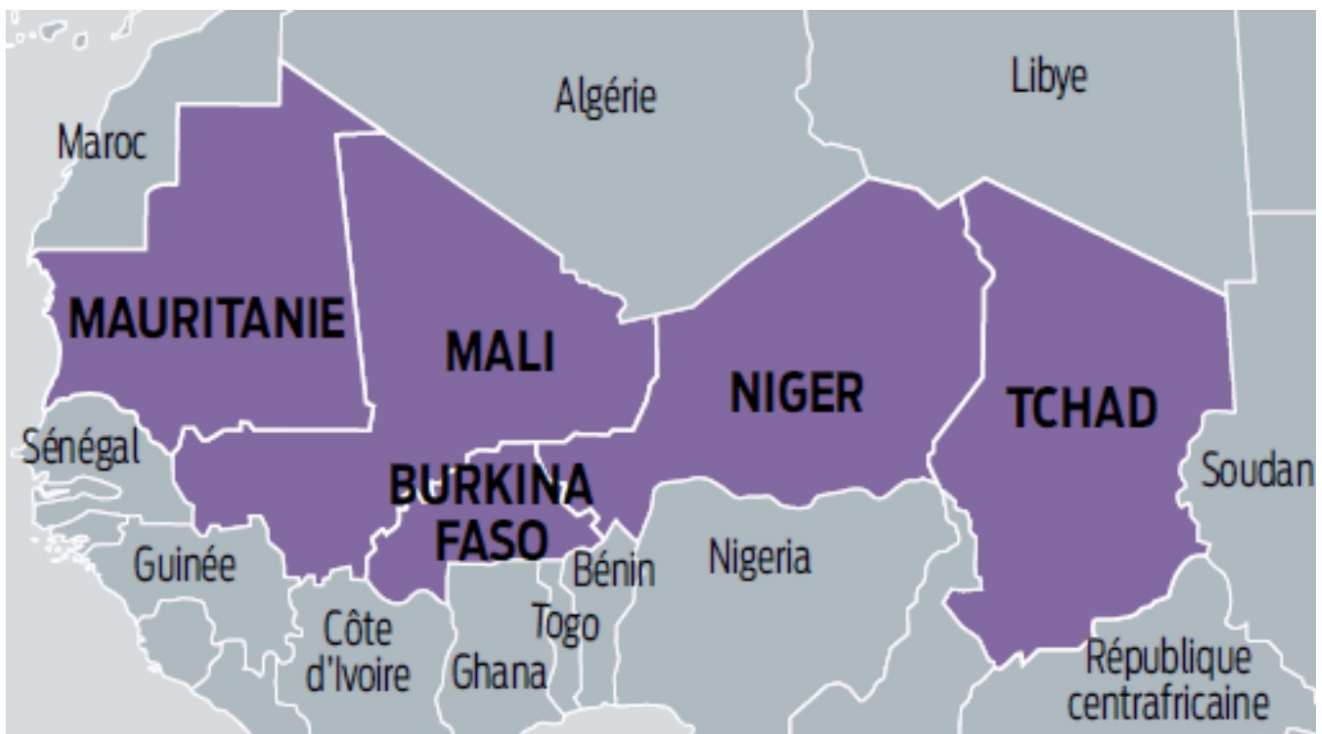 Libye
Algérie
Maroc
MAURITANIE
MALI
NIGER
TCHAD
Sénégal
Soudan
BURKINA
FASO
Guinée
Bénin
Nigeria
Togo
Côte
d'Ivoire
Ghana
République
centrafricaine